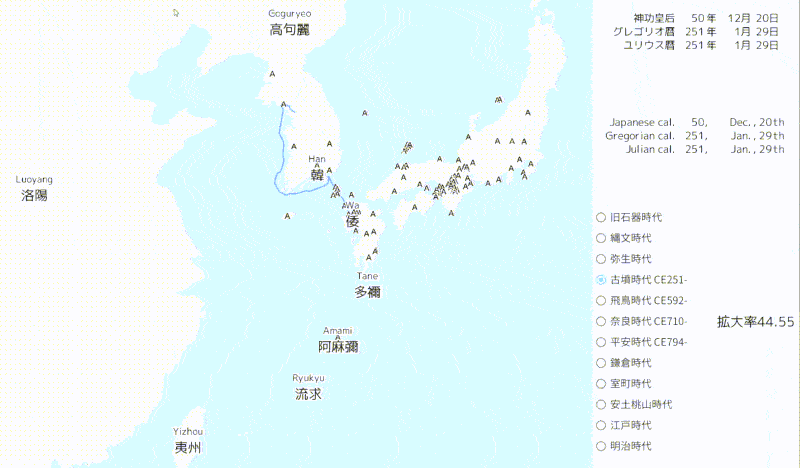 Goguryeo
高句麗
Luoyang
洛陽
Han
韓
Wa
倭
Tane
多禰
Amami
阿麻彌
Ryukyu
流求
Yizhou
夷州
神功皇后 50年 12月 20日
グレゴリオ暦 251年 1月 29日
ユリウス暦 251年 1月 29日
Japanese cal. 50, Dec., 20th
Gregorian cal. 251, Jan., 29th
Julian cal. 251, Jan., 29th
旧石器時代
縄文時代
弥生時代
古墳時代 CE251-
飛鳥時代 CE592-
奈良時代 CE710-
平安時代 CE794-
鎌倉時代
室町時代
安土桃山時代
江戸時代
明治時代
拡大率44.55